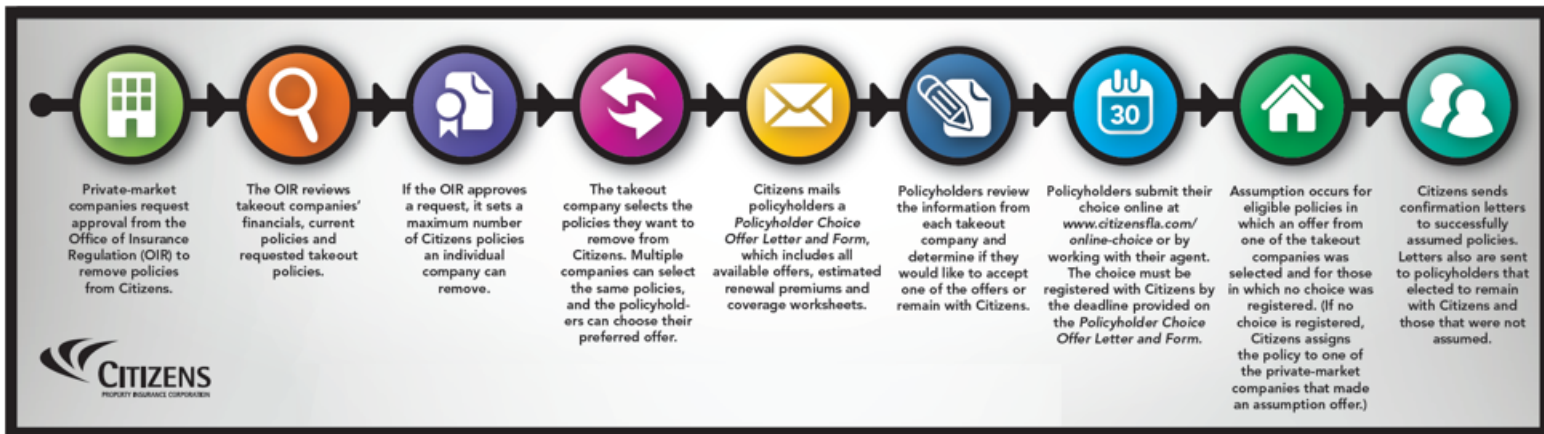 Private-market
companies request
approval from the
Office of Insurance
Regulation (OIR) to
remove policies
from Citizens.
The OIR reviews
takeout companies’
financials, current
policies and
requested takeout
policies.
If the OIR approves
a request, it sets a
maximum number
of Citizens policies
an individual
company can
remove.
The takeout
company selects the
policies they want to
remove from
Citizens. Multiple
companies can select
the same policies,
and the policyhold-
ers can choose their
preferred offer.
Citizens mails
policyholders a
Policyholder Choice
Offer Letter and Form,
which includes all
available offers, estimated
renewal premiums and
coverage worksheets.
Policyholders review
the information from
each takeout
company and
determine if they
would like to accept
one of the offers or
remain with Citizens.
30
Policyholders submit their
choice online at
www.citizensfla.com/
online-choice or by
working with their agent.
The choice must be
registered with Citizens by
the deadline provided on
the Policyholder Choice
Offer Letter and Form.
Assumption occurs for
eligible policies in
which an offer from
one of the takeout
companies was
selected and for those
in which no choice was
registered. (If no
choice is registered,
Citizens assigns
the policy to one of
the private-market
companies that made
an assumption offer.)
Citizens sends
confirmation letters
to successfully
assumed policies.
Letters also are sent
to policyholders that
elected to remain
with Citizens and
those that were not
assumed.
CITIZENS
PROPERTY INSURANCE CORPORATION